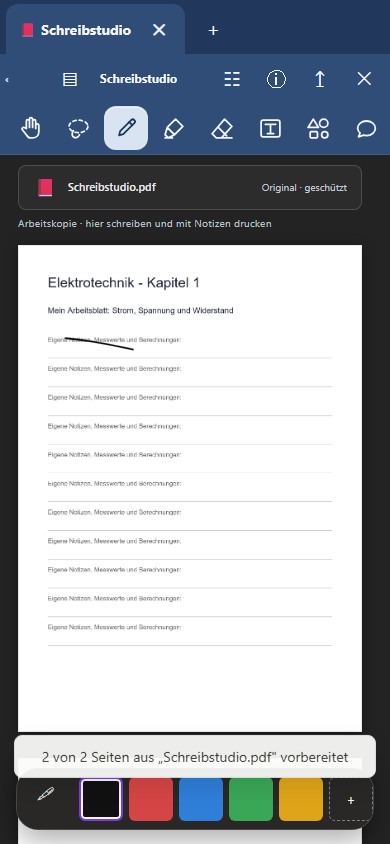 Schreibstudio
Schreibstudio
Schreibstudio.pdf
Original · geschützt
Arbeitskopie · hier schreiben und mit Notizen drucken
Elektrotechnik - Kapitel 1
Mein Arbeitsblatt: Strom, Spannung und Widerstand
Eigene Notizen, Messwerte und Berechnungen:
Eigene Notizen, Messwerte und Berechnungen:
Eigene Notizen, Messwerte und Berechnungen:
Eigene Notizen, Messwerte und Berechnungen:
Eigene Notizen, Messwerte und Berechnungen:
Eigene Notizen, Messwerte und Berechnungen:
Eigene Notizen, Messwerte und Berechnungen:
Eigene Notizen, Messwerte und Berechnungen:
Eigene Notizen, Messwerte und Berechnungen:
Eigene Notizen, Messwerte und Berechnungen:
Eigene Notizen, Messwerte und Berechnungen:
2 von 2 Seiten aus „Schreibstudio.pdf" vorbereitet